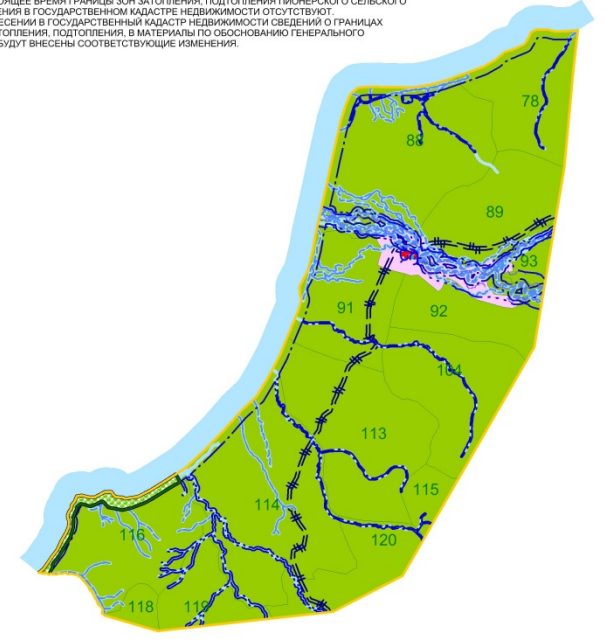 ОЯЩЕЕ ВРЕМЯ ГРАНИЦЫ ЗОН ЗАТОПЛЕНИЯ, ПОДТОПЛЕНИЯ ПИОНЕРСКОГО СЕЛЬСКОГО
ЕНИЯ В ГОСУДАРСТВЕННОМ КАДАСТРЕ НЕДВИЖИМОСТИ ОТСУТСТВУЮТ.
ЕСЕНИИ В ГОСУДАРСТВЕННЫЙ КАДАСТР НЕДВИЖИМОСТИ СВЕДЕНИЙ О ГРАНИЦАХ
ТОПЛЕНИЯ, ПОДТОПЛЕНИЯ, В МАТЕРИАЛЫ ПО ОБОСНОВАНИЮ ГЕНЕРАЛЬНОГО
БУДУТ ВНЕСЕНЫ СООТВЕТСТВУЮЩИЕ ИЗМЕНЕНИЯ.
78
88
89
93
91
92
104
113
115
114
116
120
118
119